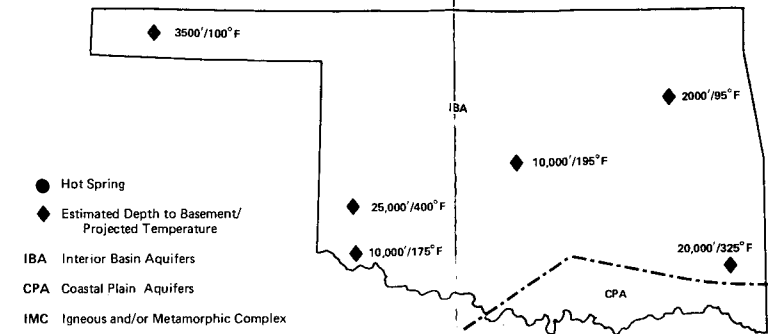 3500'/100°F
IBA
2000'/95°F
10,000'/195°F
Hot Spring
Estimated Depth to Basement/
Projected Temperature
25,000'/400°F
10,000'/175°F
20,000'/325°F
IBA Interior Basin Aquifers
CPA Coastal Plain Aquifers
CPA
IMC Igneous and/or Metamorphic Complex